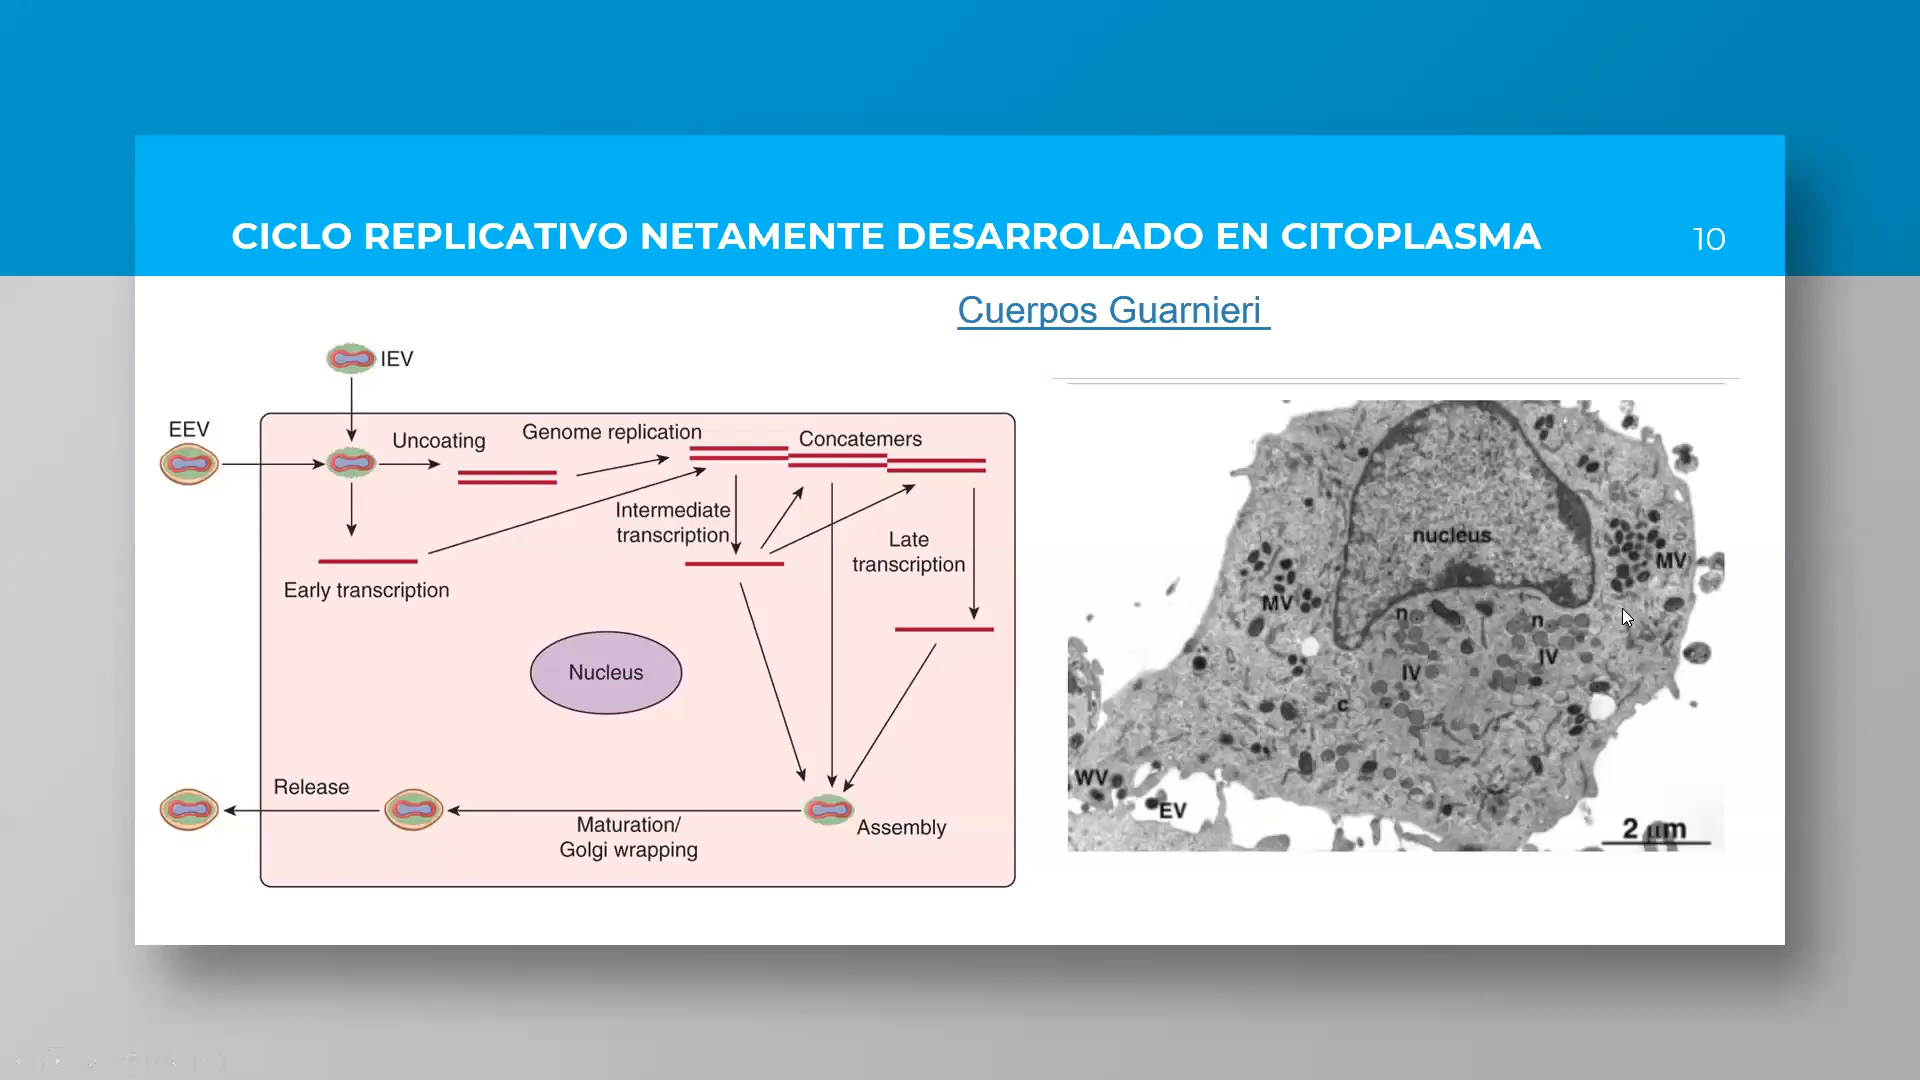 CICLO REPLICATIVO NETAMENTE DESARROLADO EN CITOPLASMA
10
Cuerpos Guarnieri
IEV
EEV
Uncoating
Genome replication
Concatemers
Intermediate
transcription
Late
transcription
Early transcription
Nucleus
Release
Maturation/
Golgi wrapping
Assembly
nucleus
MV
MV
n
n
IV
IV
c
WV
EV
2 µm